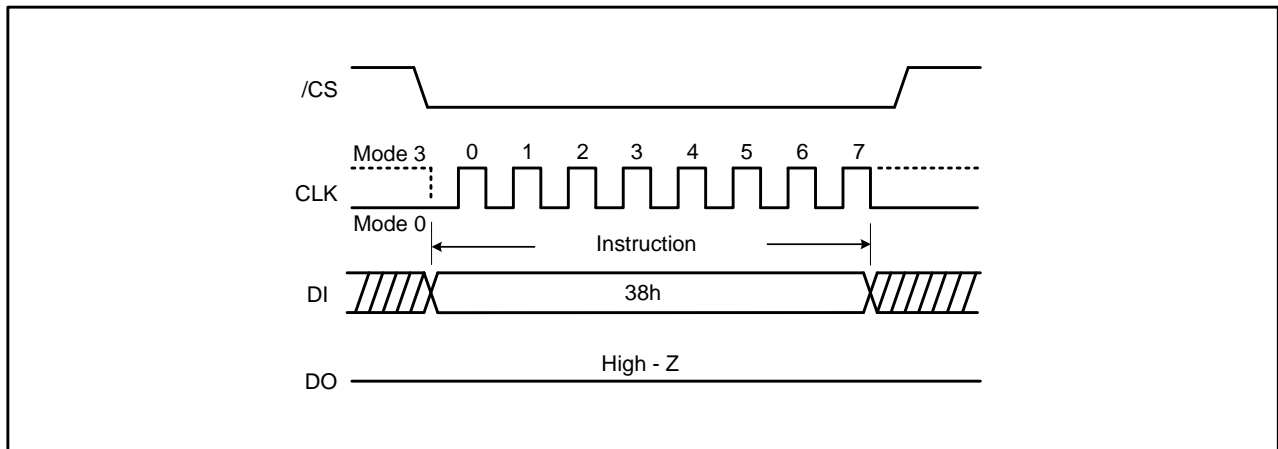 /CS
Mode 3 0 1 2 3 4 5 6 7
CLK
Mode 0
Instruction
DI 38h
High - Z
DO